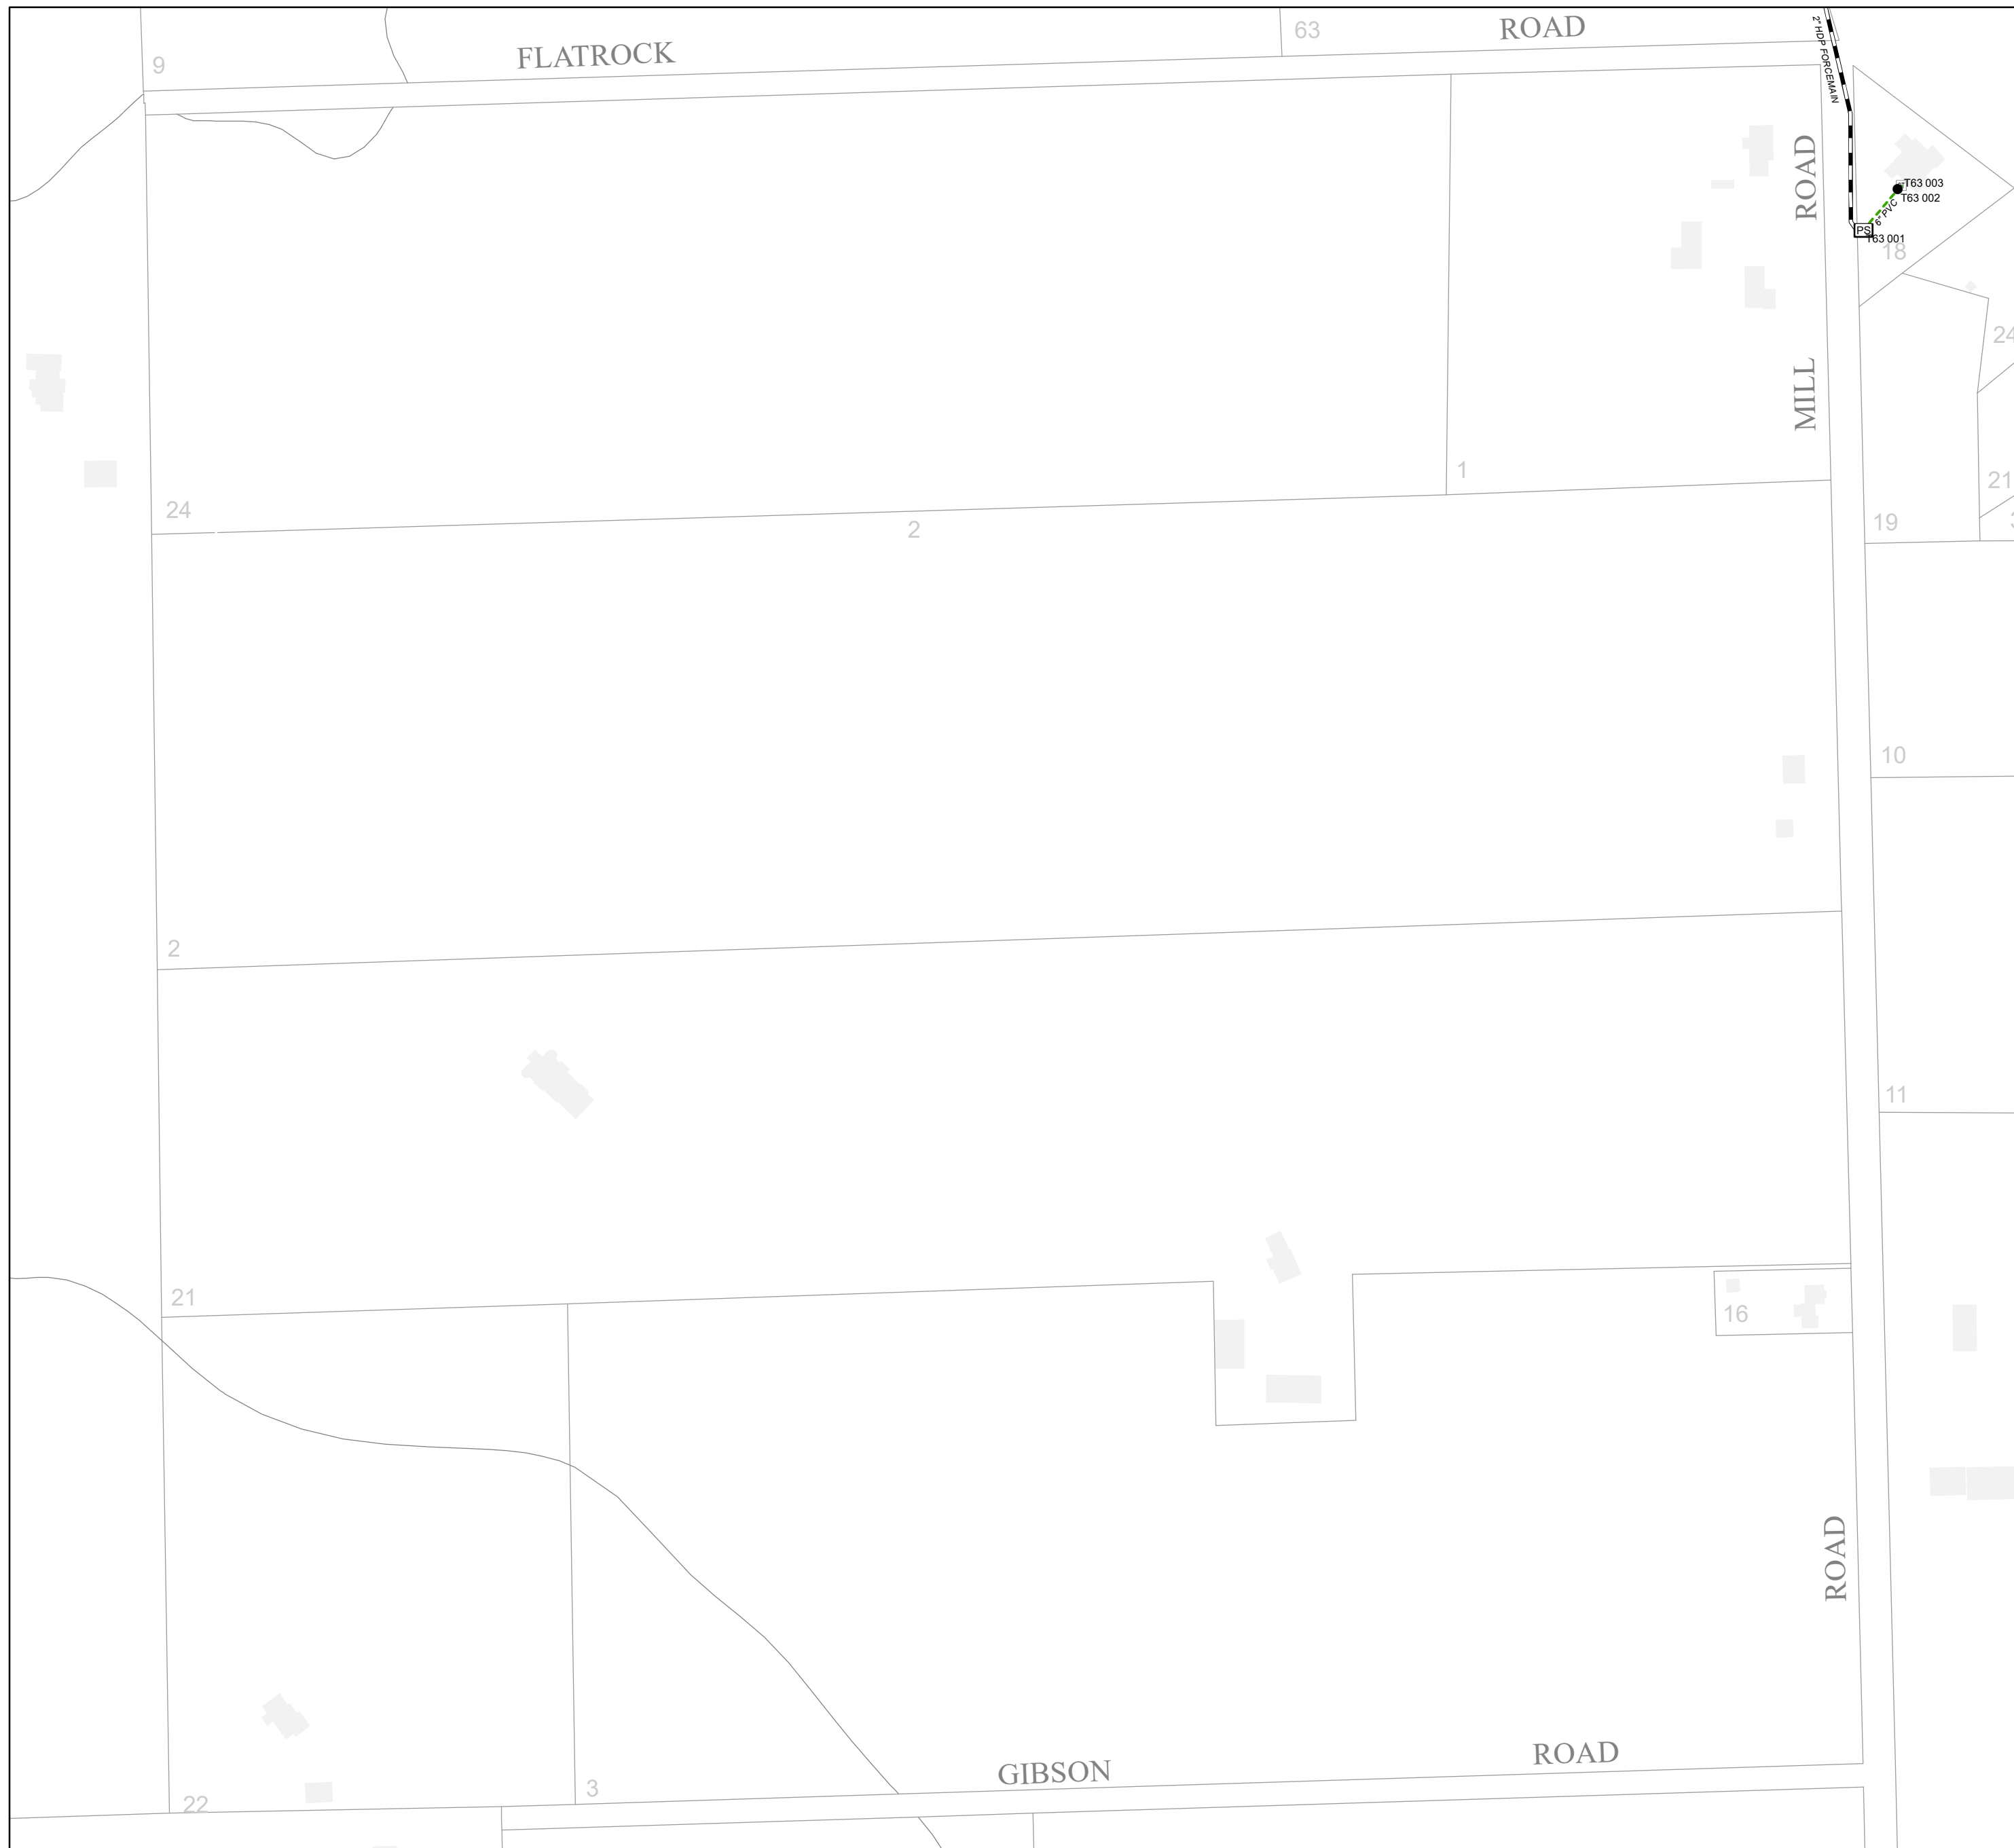 63
ROAD
FLATROCK
9
2" HDP FORCEMAIN
ROAD
T63 003
T63 002
6" PVC
PS
T63 001
18
24
MILL
1
21
24
19
2
10
2
11
21
16
ROAD
ROAD
GIBSON
3
22